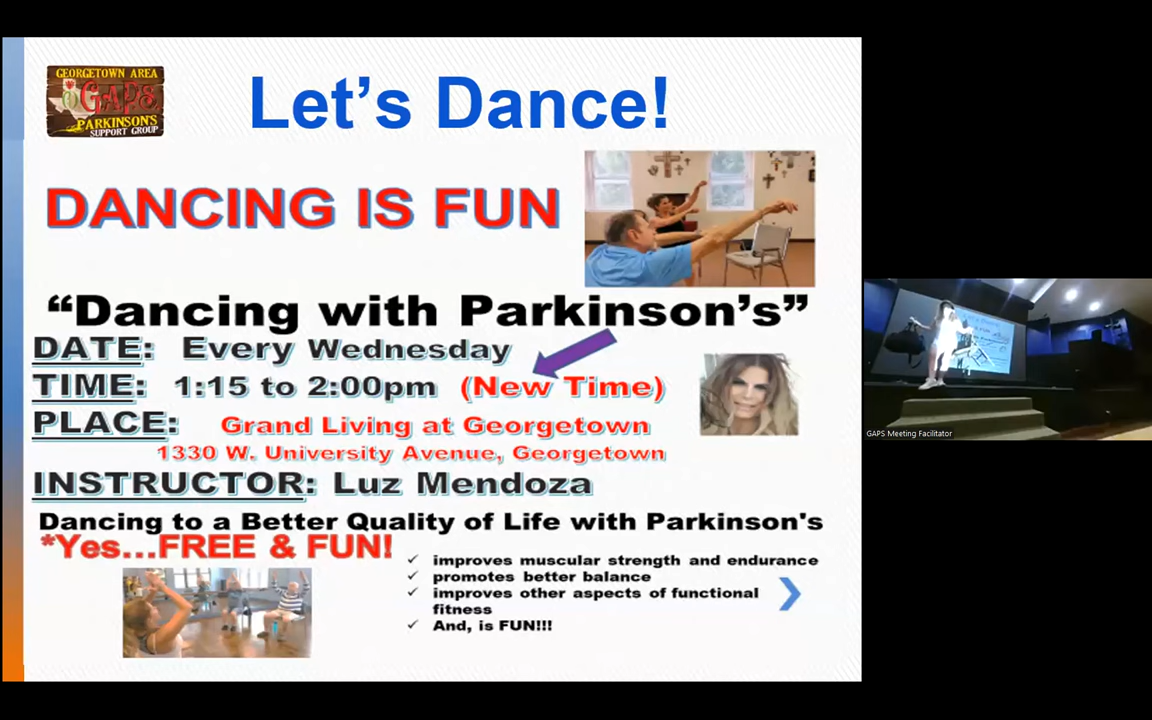 GEORGETOWN AREA
GAPS
PARKINSON'S
SUPPORT GROUP
Let's Dance!
DANCING IS FUN
“Dancing with Parkinson's”
DATE: Every Wednesday
TIME: 1:15 to 2:00pm (New Time)
PLACE: Grand Living at Georgetown
1330 W. University Avenue, Georgetown
INSTRUCTOR: Luz Mendoza
Dancing to a Better Quality of Life with Parkinson's
*Yes...FREE & FUN!
✓ improves muscular strength and endurance
✓ promotes better balance
✓ improves other aspects of functional
fitness
✓ And, is FUN!!!
GAPS Meeting Facilitator